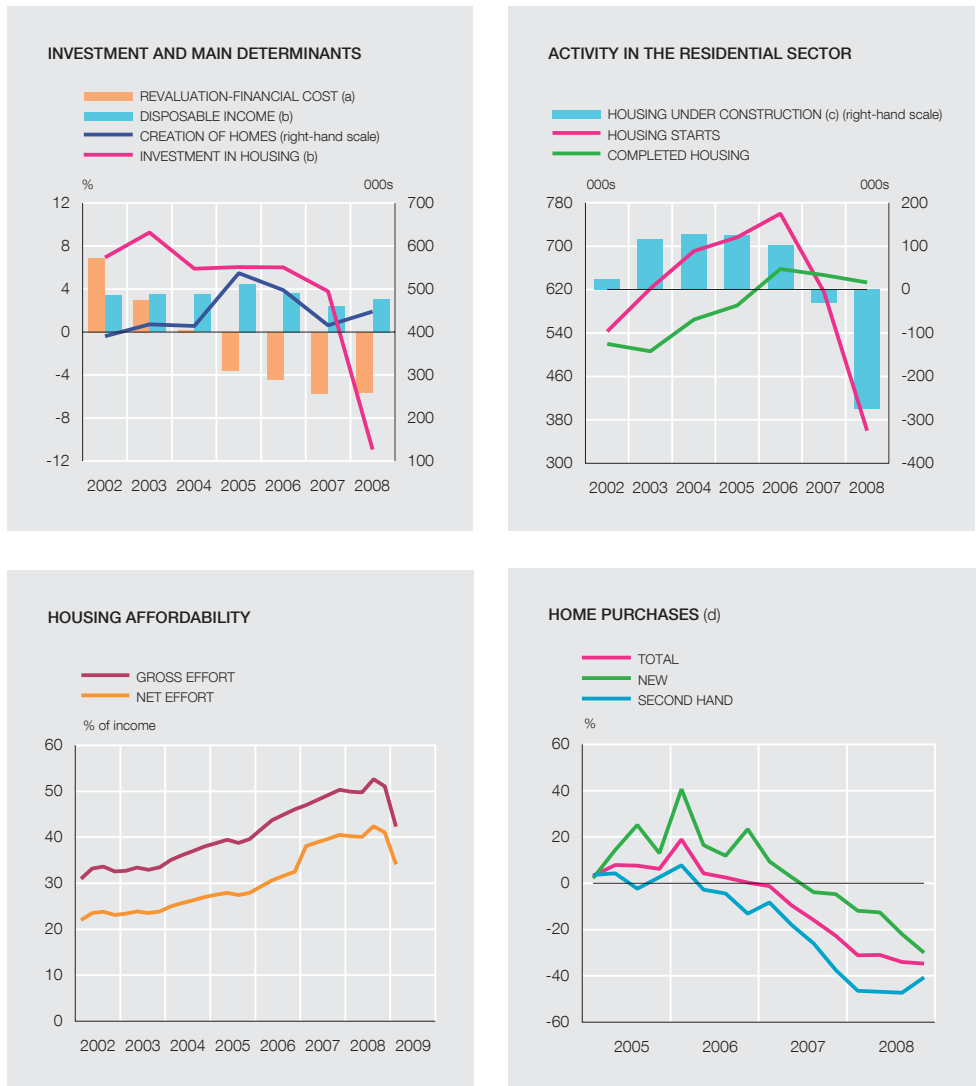 INVESTMENT AND MAIN DETERMINANTS
REVALUATION-FINANCIAL COST (a)
DISPOSABLE INCOME (b)
CREATION OF HOMES (right-hand scale)
INVESTMENT IN HOUSING (b)
% 000s
12 700
8 600
4 500
0 400
-4 300
-8 200
-12 100
2002 2003 2004 2005 2006 2007 2008
ACTIVITY IN THE RESIDENTIAL SECTOR
HOUSING UNDER CONSTRUCTION (c) (right-hand scale)
HOUSING STARTS
COMPLETED HOUSING
000s 000s
780 200
700 100
620 0
540 -100
460 -200
380 -300
300 -400
2002 2003 2004 2005 2006 2007 2008
HOUSING AFFORDABILITY
GROSS EFFORT
NET EFFORT
% of income
60
50
40
30
20
10
0
2002 2003 2004 2005 2006 2007 2008 2009
HOME PURCHASES (d)
TOTAL
NEW
SECOND HAND
%
60
40
20
0
-20
-40
-60
2005 2006 2007 2008